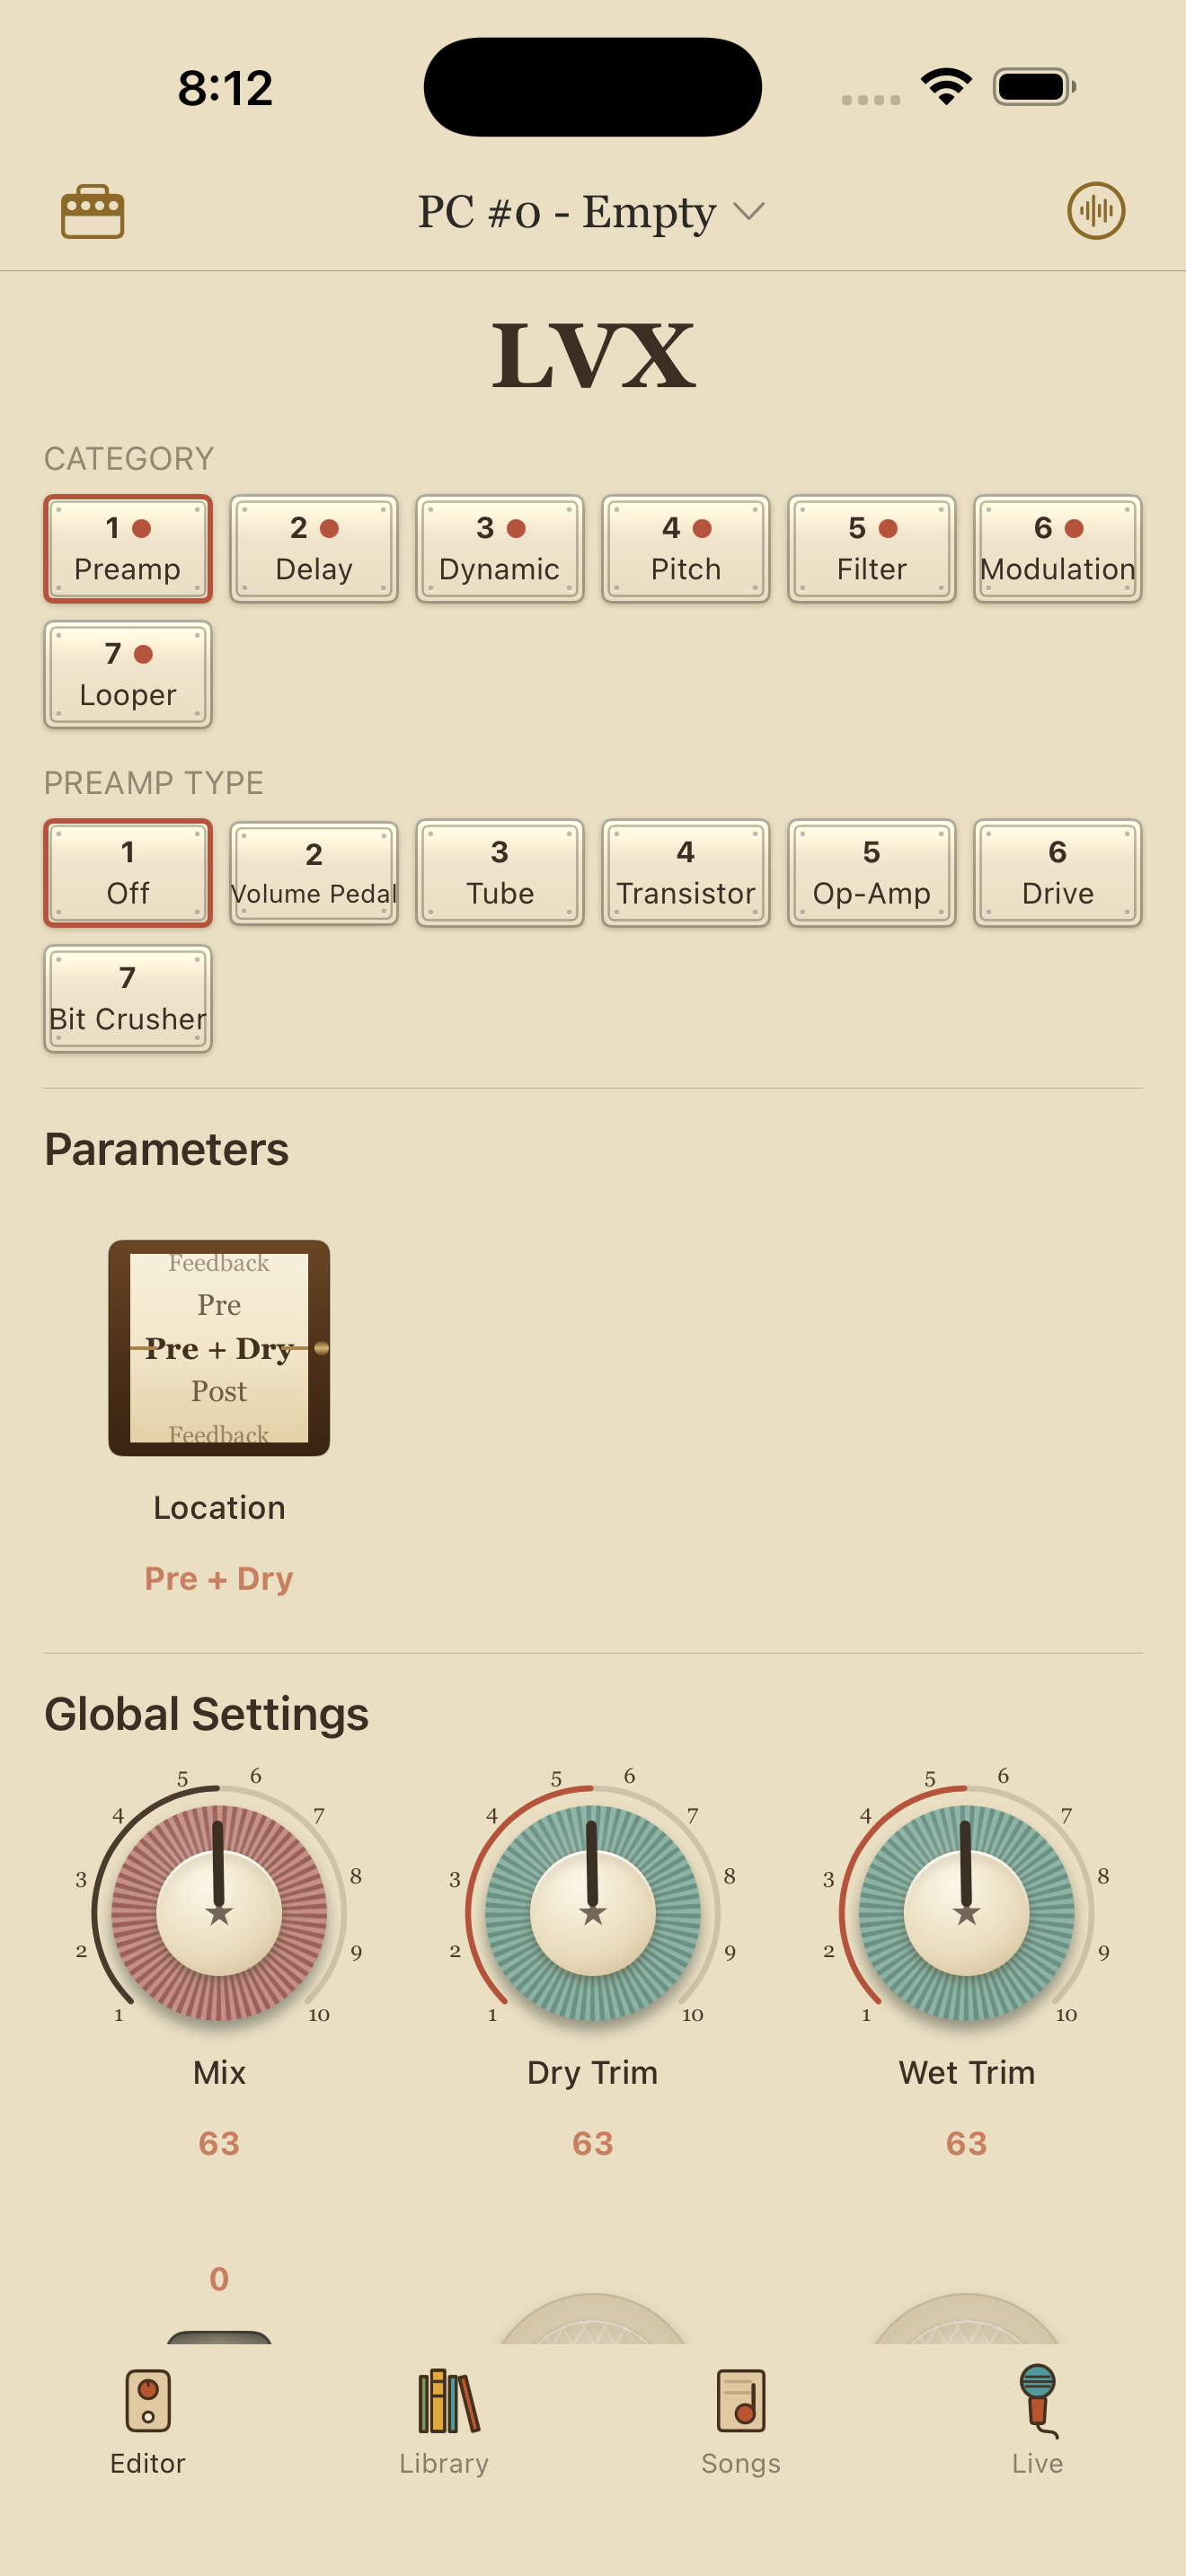 8:12
PC #0 - Empty
LVX
CATEGORY
1 2 3 4 5 6
Preamp Delay Dynamic Pitch Filter Modulation
7
Looper
PREAMP TYPE
1 2 3 4 5 6
Off Volume Pedal Tube Transistor Op-Amp Drive
7
Bit Crusher
Parameters
Feedback
Pre
Pre + Dry
Post
Feedback
Location
Pre + Dry
Global Settings
1 2 3 4 5 6 7 8 9 10
1 2 3 4 5 6 7 8 9 10
1 2 3 4 5 6 7 8 9 10
Mix Dry Trim Wet Trim
63 63 63
0
Editor Library Songs Live